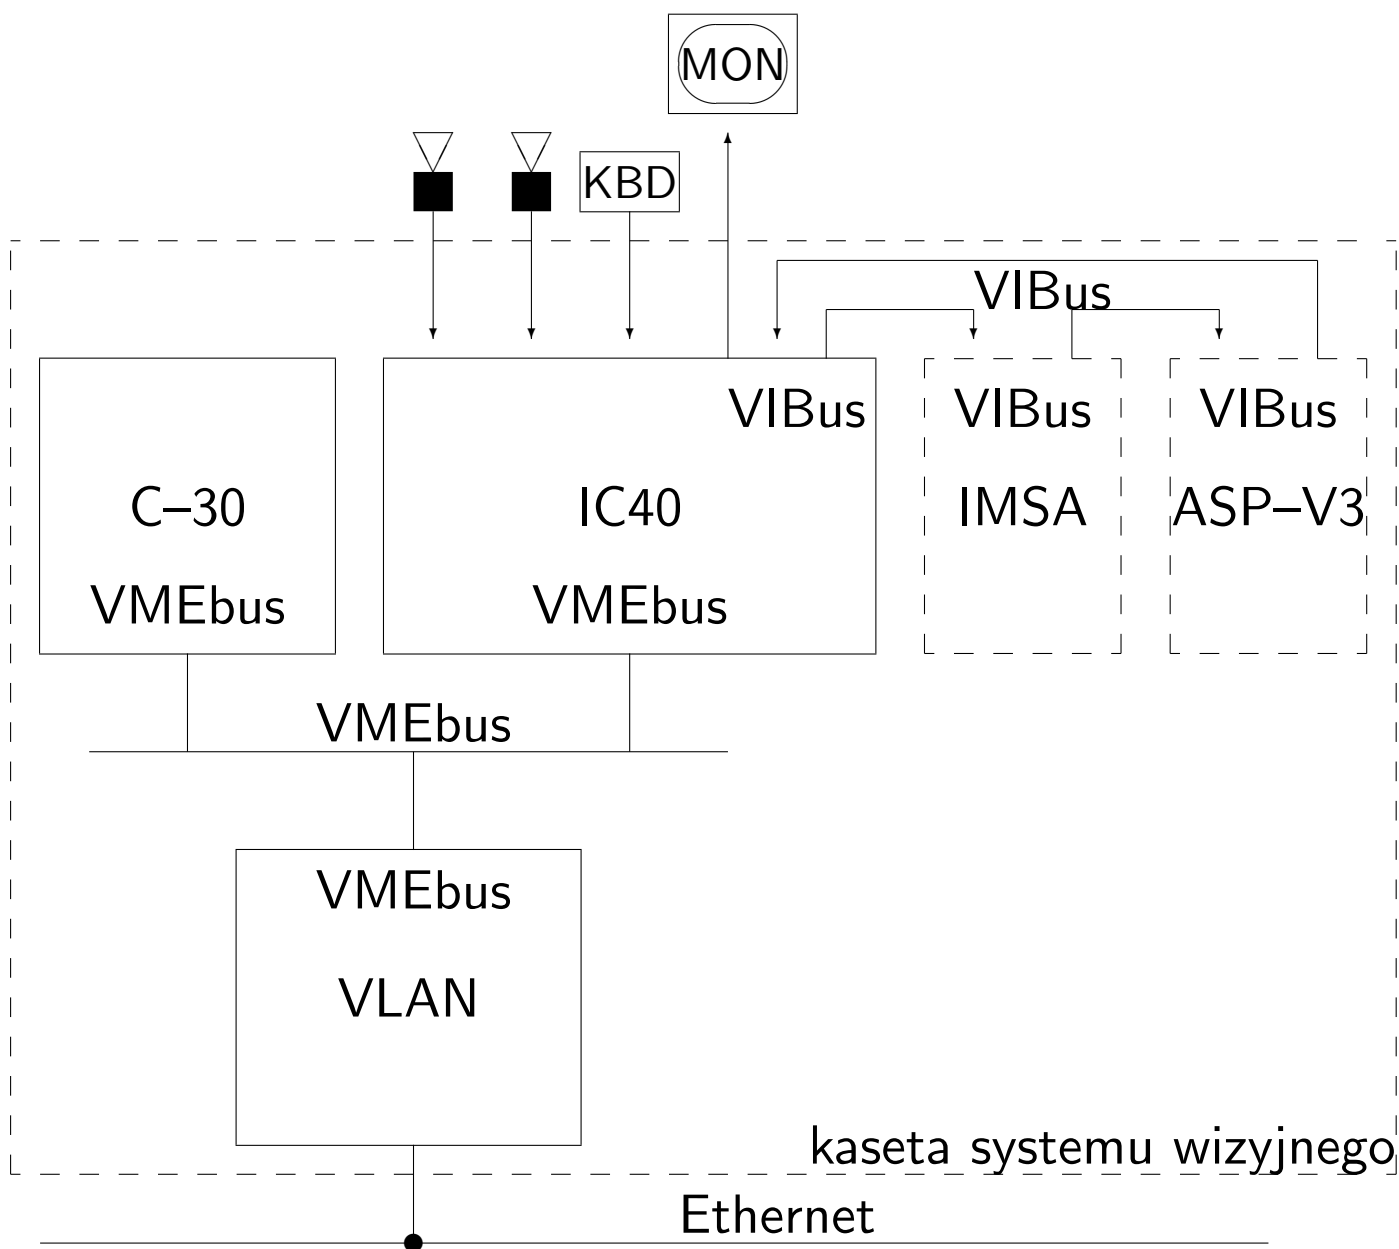 MON
KBD
VIBus
VIBus
VIBus
VIBus
C–30
IC40
IMSA
ASP–V3
VMEbus
VMEbus
VMEbus
VMEbus
VLAN
kaseta systemu wizyjnego
Ethernet